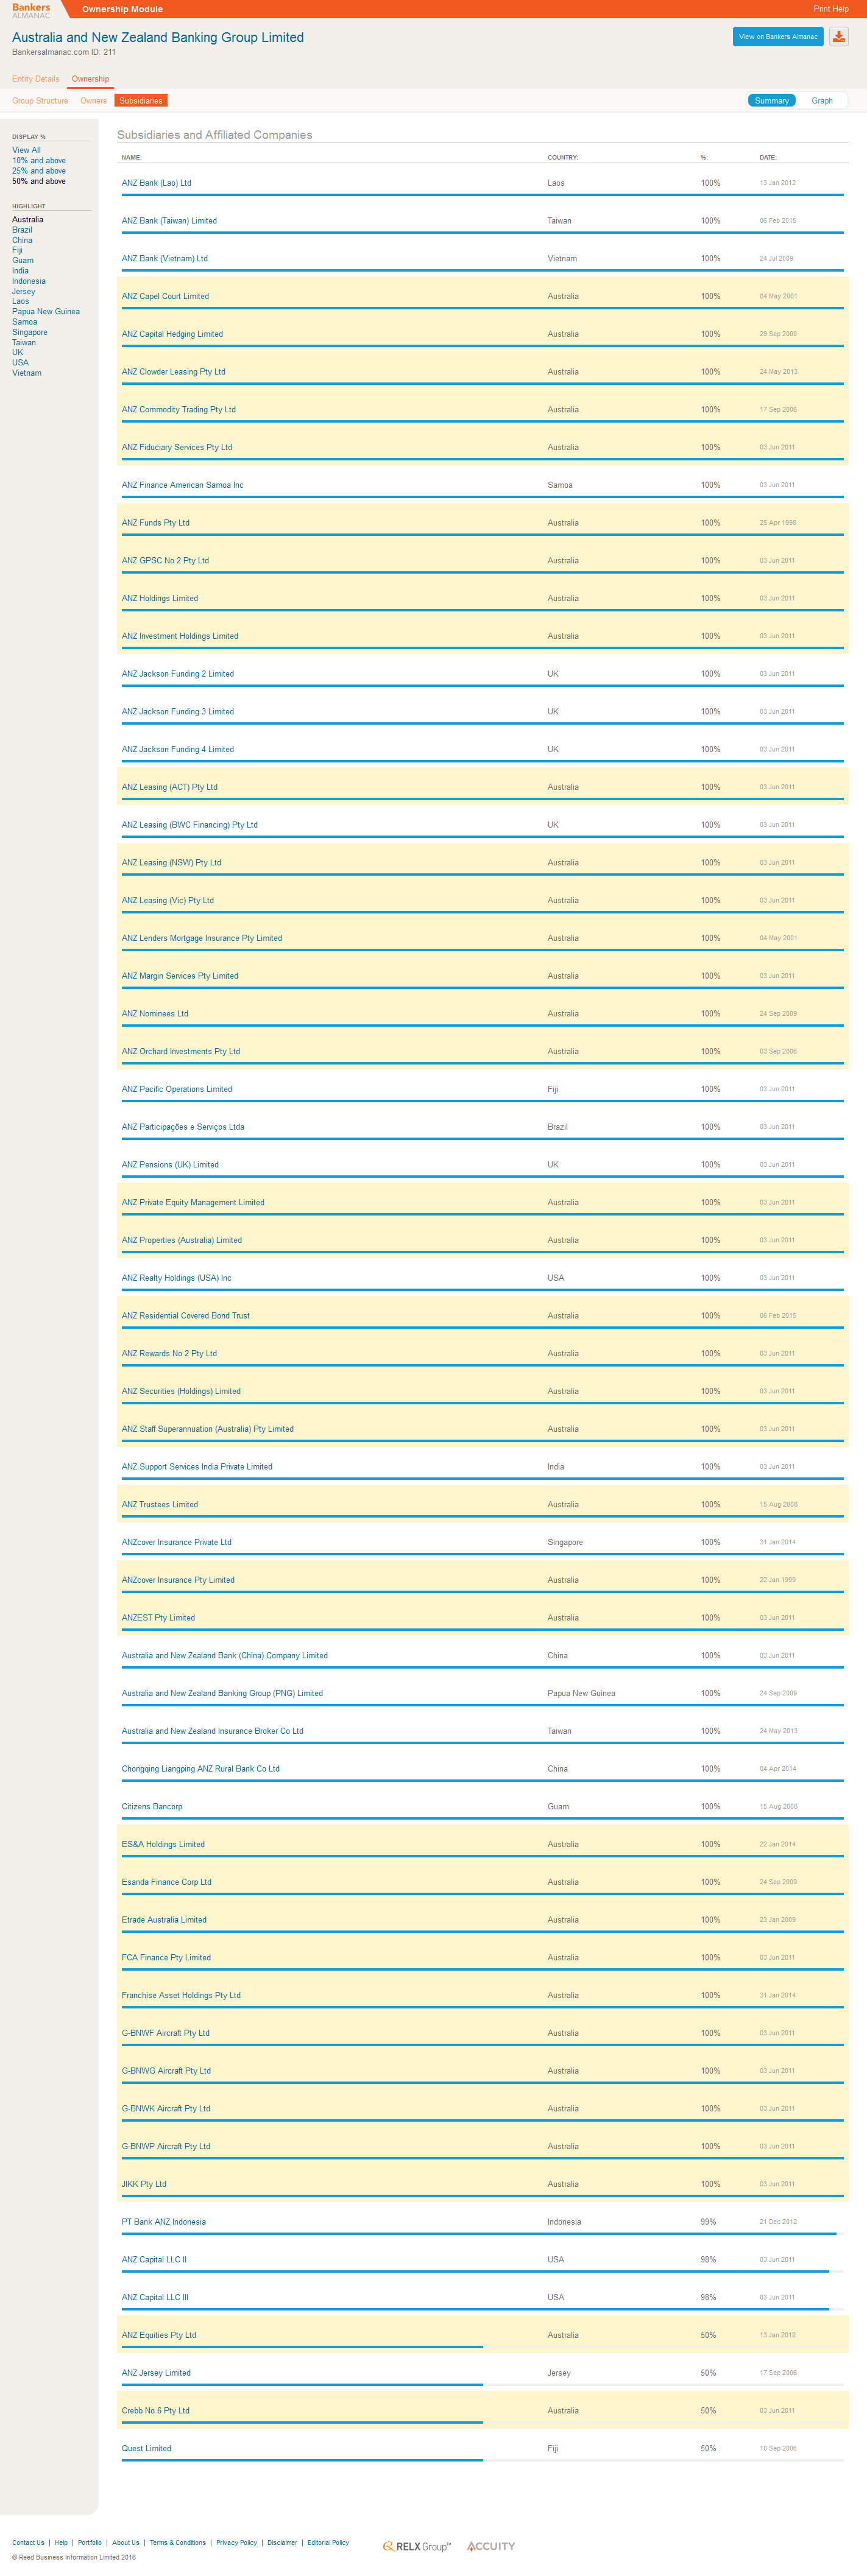 Bankers
ALMANAC
Ownership Module
Print Help
Australia and New Zealand Banking Group Limited
Bankersalmanac.com ID: 211
View on Bankers Almanac
Entity Details Ownership
Group Structure Owners Subsidiaries
Summary Graph
DISPLAY %
View All
10% and above
25% and above
50% and above
HIGHLIGHT
Australia
Brazil
China
Fiji
Guam
India
Indonesia
Jersey
Laos
Papua New Guinea
Samoa
Singapore
Taiwan
UK
USA
Vietnam
Subsidiaries and Affiliated Companies
NAME: COUNTRY: %: DATE:
ANZ Bank (Lao) Ltd Laos 100% 13 Jan 2012
ANZ Bank (Taiwan) Limited Taiwan 100% 06 Feb 2015
ANZ Bank (Vietnam) Ltd Vietnam 100% 24 Jul 2009
ANZ Capel Court Limited Australia 100% 04 May 2001
ANZ Capital Hedging Limited Australia 100% 29 Sep 2000
ANZ Clowder Leasing Pty Ltd Australia 100% 24 May 2013
ANZ Commodity Trading Pty Ltd Australia 100% 17 Sep 2006
ANZ Fiduciary Services Pty Ltd Australia 100% 03 Jun 2011
ANZ Finance American Samoa Inc Samoa 100% 03 Jun 2011
ANZ Funds Pty Ltd Australia 100% 25 Apr 1998
ANZ GPSC No 2 Pty Ltd Australia 100% 03 Jun 2011
ANZ Holdings Limited Australia 100% 03 Jun 2011
ANZ Investment Holdings Limited Australia 100% 03 Jun 2011
ANZ Jackson Funding 2 Limited UK 100% 03 Jun 2011
ANZ Jackson Funding 3 Limited UK 100% 03 Jun 2011
ANZ Jackson Funding 4 Limited UK 100% 03 Jun 2011
ANZ Leasing (ACT) Pty Ltd Australia 100% 03 Jun 2011
ANZ Leasing (BWC Financing) Pty Ltd UK 100% 03 Jun 2011
ANZ Leasing (NSW) Pty Ltd Australia 100% 03 Jun 2011
ANZ Leasing (Vic) Pty Ltd Australia 100% 03 Jun 2011
ANZ Lenders Mortgage Insurance Pty Limited Australia 100% 04 May 2001
ANZ Margin Services Pty Limited Australia 100% 03 Jun 2011
ANZ Nominees Ltd Australia 100% 24 Sep 2009
ANZ Orchard Investments Pty Ltd Australia 100% 03 Sep 2006
ANZ Pacific Operations Limited Fiji 100% 03 Jun 2011
ANZ Participações e Serviços Ltda Brazil 100% 03 Jun 2011
ANZ Pensions (UK) Limited UK 100% 03 Jun 2011
ANZ Private Equity Management Limited Australia 100% 03 Jun 2011
ANZ Properties (Australia) Limited Australia 100% 03 Jun 2011
ANZ Realty Holdings (USA) Inc USA 100% 03 Jun 2011
ANZ Residential Covered Bond Trust Australia 100% 06 Feb 2015
ANZ Rewards No 2 Pty Ltd Australia 100% 03 Jun 2011
ANZ Securities (Holdings) Limited Australia 100% 03 Jun 2011
ANZ Staff Superannuation (Australia) Pty Limited Australia 100% 03 Jun 2011
ANZ Support Services India Private Limited India 100% 03 Jun 2011
ANZ Trustees Limited Australia 100% 15 Aug 2008
ANZcover Insurance Private Ltd Singapore 100% 31 Jan 2014
ANZcover Insurance Pty Limited Australia 100% 22 Jan 1999
ANZEST Pty Limited Australia 100% 03 Jun 2011
Australia and New Zealand Bank (China) Company Limited China 100% 03 Jun 2011
Australia and New Zealand Banking Group (PNG) Limited Papua New Guinea 100% 24 Sep 2009
Australia and New Zealand Insurance Broker Co Ltd Taiwan 100% 24 May 2013
Chongqing Liangping ANZ Rural Bank Co Ltd China 100% 04 Apr 2014
Citizens Bancorp Guam 100% 15 Aug 2008
ES&A Holdings Limited Australia 100% 22 Jan 2014
Esanda Finance Corp Ltd Australia 100% 24 Sep 2009
Etrade Australia Limited Australia 100% 23 Jan 2009
FCA Finance Pty Limited Australia 100% 03 Jun 2011
Franchise Asset Holdings Pty Ltd Australia 100% 31 Jan 2014
G-BNWF Aircraft Pty Ltd Australia 100% 03 Jun 2011
G-BNWG Aircraft Pty Ltd Australia 100% 03 Jun 2011
G-BNWK Aircraft Pty Ltd Australia 100% 03 Jun 2011
G-BNWP Aircraft Pty Ltd Australia 100% 03 Jun 2011
JIKK Pty Ltd Australia 100% 03 Jun 2011
PT Bank ANZ Indonesia Indonesia 99% 21 Dec 2012
ANZ Capital LLC II USA 98% 03 Jun 2011
ANZ Capital LLC III USA 98% 03 Jun 2011
ANZ Equities Pty Ltd Australia 50% 13 Jan 2012
ANZ Jersey Limited Jersey 50% 17 Sep 2006
Crebb No 6 Pty Ltd Australia 50% 03 Jun 2011
Quest Limited Fiji 50% 10 Sep 2006
Contact Us | Help | Portfolio | About Us | Terms & Conditions | Privacy Policy | Disclaimer | Editorial Policy
RELX Group™ ACCUITY
© Reed Business Information Limited 2016